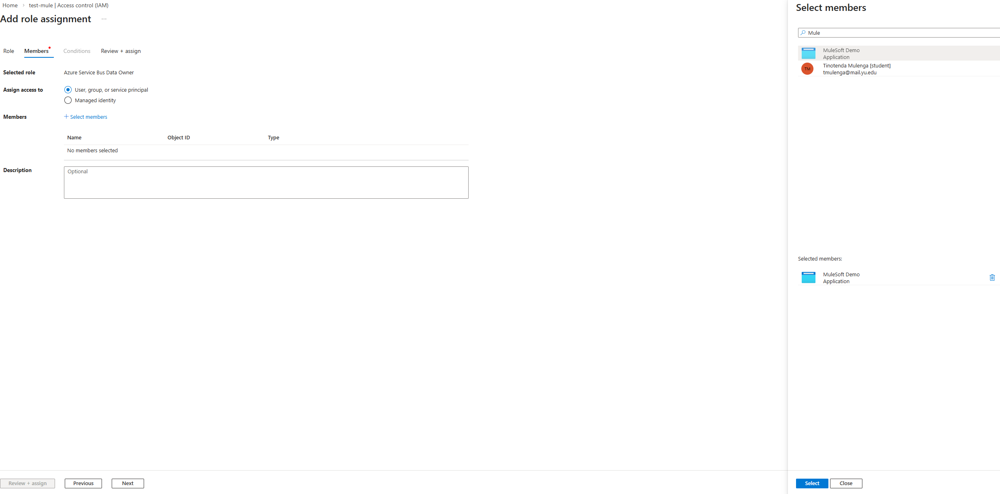 Home > test-mule | Access control (IAM)
Add role assignment ...
Role Members Conditions Review + assign
Selected role Azure Service Bus Data Owner
Assign access to User, group, or service principal
Managed identity
Members + Select members
Name Object ID Type
No members selected
Description Optional
Review + assign Previous Next
Select members
Mule
MuleSoft Demo
Application
TM
Tinotenda Mulenga [student]
tmulenga@mail.yu.edu
Selected members:
MuleSoft Demo
Application
Select Close